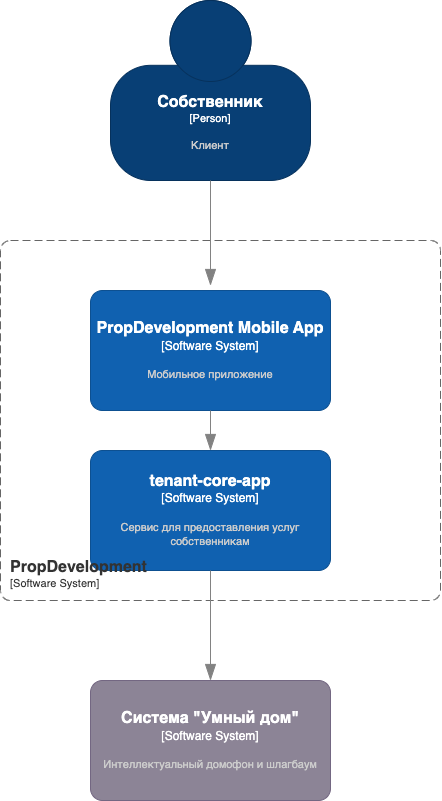 Собственник
[Person]
Клиент
PropDevelopment Mobile App
[Software System]
Мобильное приложение
tenant-core-app
[Software System]
Сервис для предоставления услуг
собственникам
PropDevelopment
[Software System]
Система "Умный дом"
[Software System]
Интеллектуальный домофон и шлагбаум